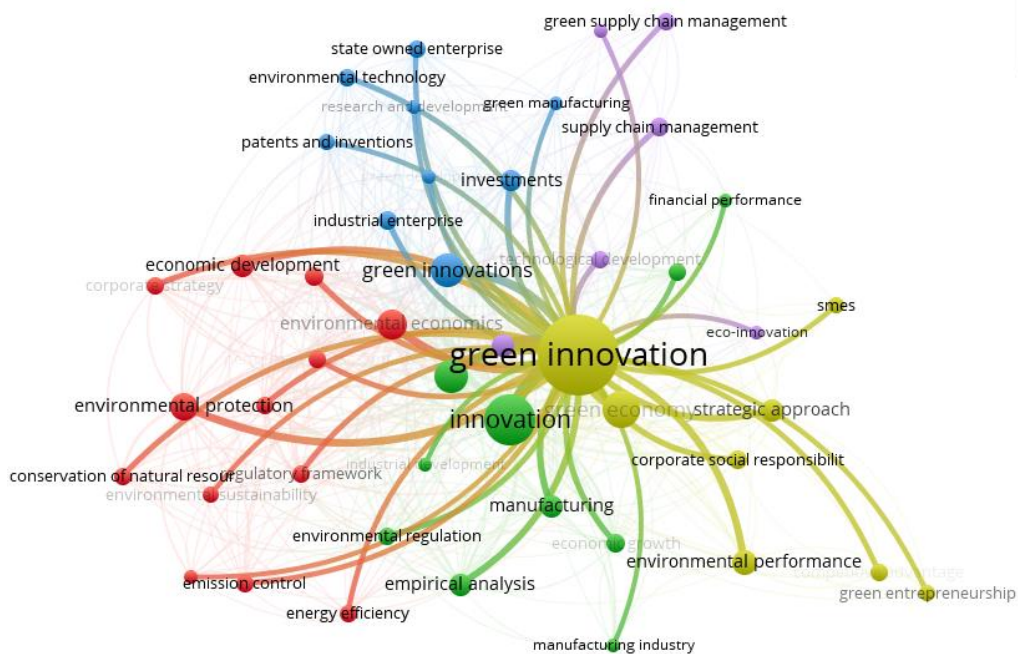 green supply chain management
state owned enterprise
environmental technology
research and development
green manufacturing
supply chain management
patents and inventions
investments
financial performance
industrial enterprise
technological development
economic development
green innovations
corporate strategy
smes
environmental economics
eco-innovation
green innovation
environmental protection
green economy
strategic approach
innovation
corporate social responsibilit
industrial development
conservation of natural resour
regulatory framework
environmental sustainability
manufacturing
environmental regulation
economic growth
environmental performance
competitive advantage
emission control
empirical analysis
green entrepreneurship
energy efficiency
manufacturing industry